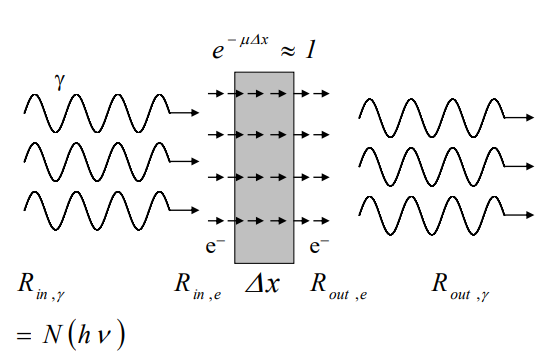 e^{-μΔx} ≈ 1
γ
e⁻ e⁻
R_{in,γ} R_{in,e} Δx R_{out,e} R_{out,γ}
= N(hν)